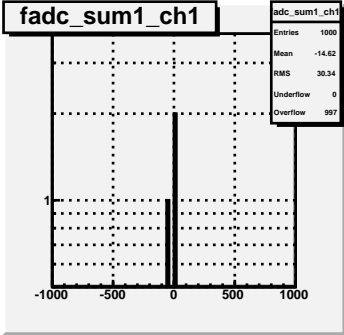 fadc_sum1_ch1
adc_sum1_ch1
Entries 1000
Mean -14.62
RMS 30.34
Underflow 0
Overflow 997
1
-1000 -500 0 500 1000